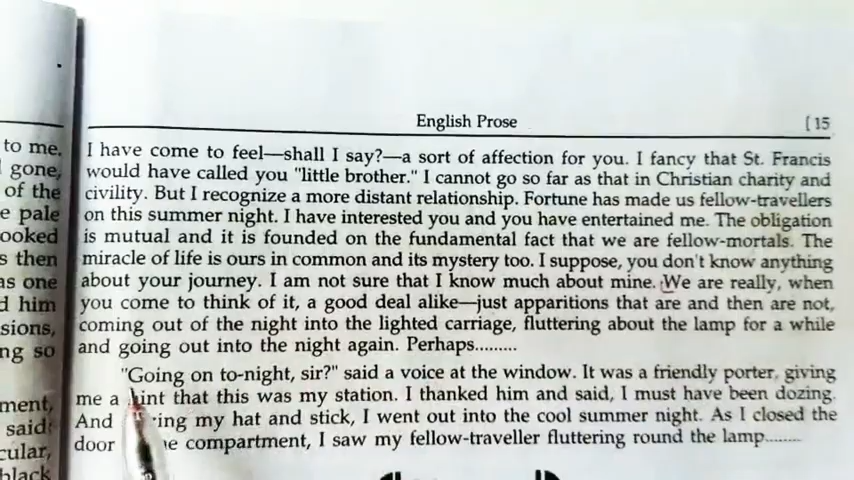 English Prose
[ 15
to me.
gone,
of the
e pale
ooked
s then
as one
d him
sions,
ng so
ment,
said:
cular,
black
I have come to feel—shall I say?—a sort of affection for you. I fancy that St. Francis
would have called you "little brother." I cannot go so far as that in Christian charity and
civility. But I recognize a more distant relationship. Fortune has made us fellow-travellers
on this summer night. I have interested you and you have entertained me. The obligation
is mutual and it is founded on the fundamental fact that we are fellow-mortals. The
miracle of life is ours in common and its mystery too. I suppose, you don't know anything
about your journey. I am not sure that I know much about mine. We are really, when
you come to think of it, a good deal alike—just apparitions that are and then are not,
coming out of the night into the lighted carriage, fluttering about the lamp for a while
and going out into the night again. Perhaps.........
"Going on to-night, sir?" said a voice at the window. It was a friendly porter, giving
me a hint that this was my station. I thanked him and said, I must have been dozing.
And ring my hat and stick, I went out into the cool summer night. As I closed the
door e compartment, I saw my fellow-traveller fluttering round the lamp........